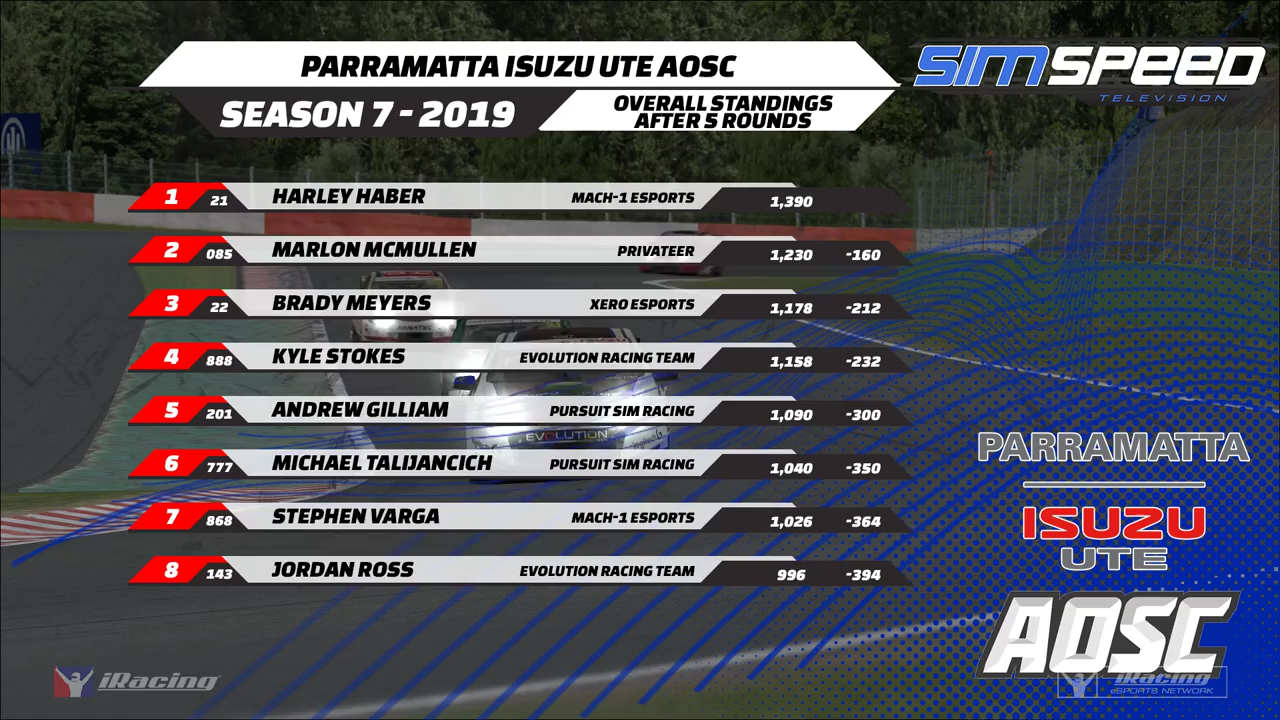 PARRAMATTA ISUZU UTE AOSC
SIMSPEED
TELEVISION
SEASON 7 - 2019
OVERALL STANDINGS
AFTER 5 ROUNDS
1 21 HARLEY HABER MACH-1 ESPORTS 1,390
2 085 MARLON MCMULLEN PRIVATEER 1,230 -160
3 22 BRADY MEYERS XERO ESPORTS 1,178 -212
4 888 KYLE STOKES EVOLUTION RACING TEAM 1,158 -232
5 201 ANDREW GILLIAM PURSUIT SIM RACING 1,090 -300
6 777 MICHAEL TALIJANCICH PURSUIT SIM RACING 1,040 -350
7 868 STEPHEN VARGA MACH-1 ESPORTS 1,026 -364
8 143 JORDAN ROSS EVOLUTION RACING TEAM 996 -394
EVOLUTION
PARRAMATTA
ISUZU
UTE
AOSC
iRacing
iRacing
eSPORTS NETWORK